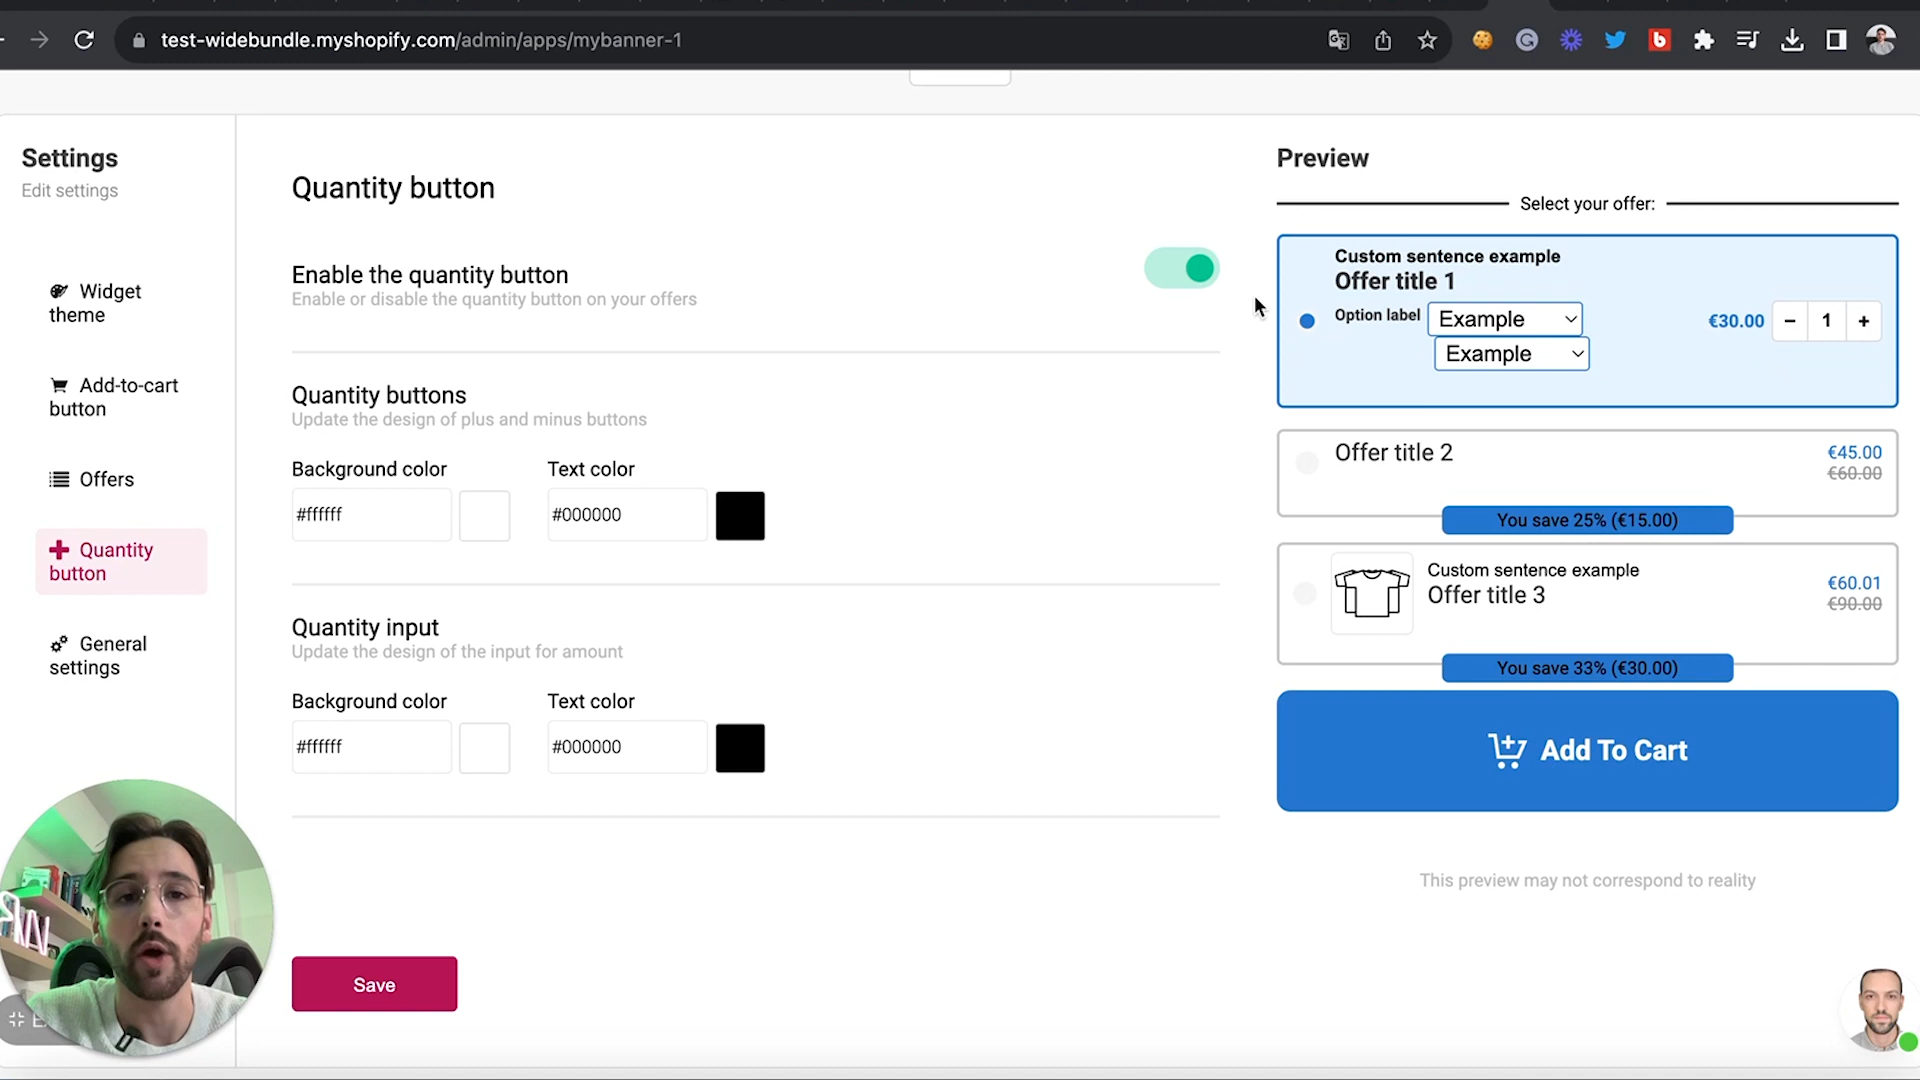 test-widebundle.myshopify.com/admin/apps/mybanner-1
Settings
Edit settings
Widget
theme
Add-to-cart
button
Offers
Quantity
button
General
settings
Quantity button
Enable the quantity button
Enable or disable the quantity button on your offers
Quantity buttons
Update the design of plus and minus buttons
Background color
Text color
#ffffff
#000000
Quantity input
Update the design of the input for amount
Background color
Text color
#ffffff
#000000
Save
Preview
Select your offer:
Custom sentence example
Offer title 1
Option label
Example
Example
€30.00
− 1 +
Offer title 2
€45.00
€60.00
You save 25% (€15.00)
Custom sentence example
Offer title 3
€60.01
€90.00
You save 33% (€30.00)
Add To Cart
This preview may not correspond to reality